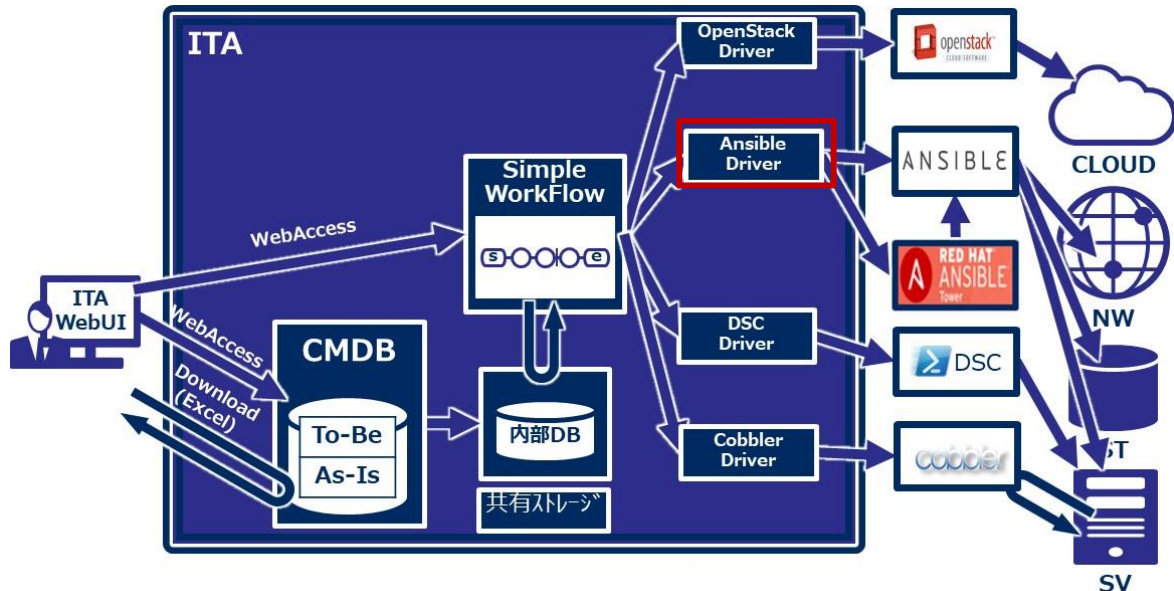 ITA
OpenStack
Driver
openstack™
CLOUD SOFTWARE
CLOUD
Ansible
Driver
ANSIBLE
Simple
WorkFlow
S
e
WebAccess
NW
RED HAT
ANSIBLE
Tower
ITA
WebUI
WebAccess
Download
(Excel)
CMDB
To-Be
As-Is
内部DB
共有ｽﾄﾚｰｼﾞ
DSC
Driver
DSC
ST
Cobbler
Driver
cobbler
SV